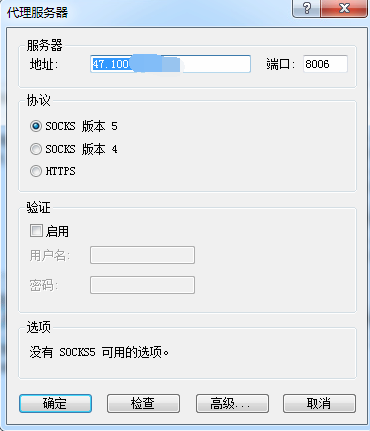 代理服务器
服务器
地址: 47.100 端口: 8006
协议
SOCKS 版本 5
SOCKS 版本 4
HTTPS
验证
启用
用户名:
密码:
选项
没有 SOCKS5 可用的选项。
确定 检查 高级... 取消